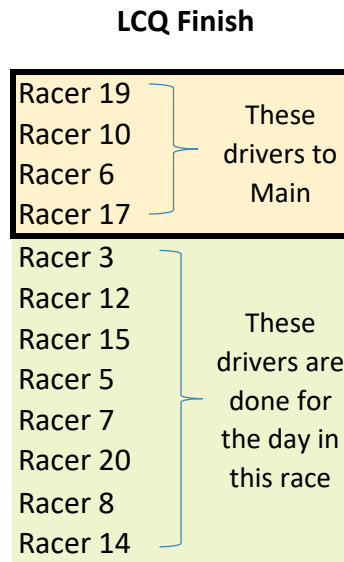 LCQ Finish
Racer 19
Racer 10
Racer 6
Racer 17
These
drivers to
Main
Racer 3
Racer 12
Racer 15
Racer 5
Racer 7
Racer 20
Racer 8
Racer 14
These
drivers are
done for
the day in
this race